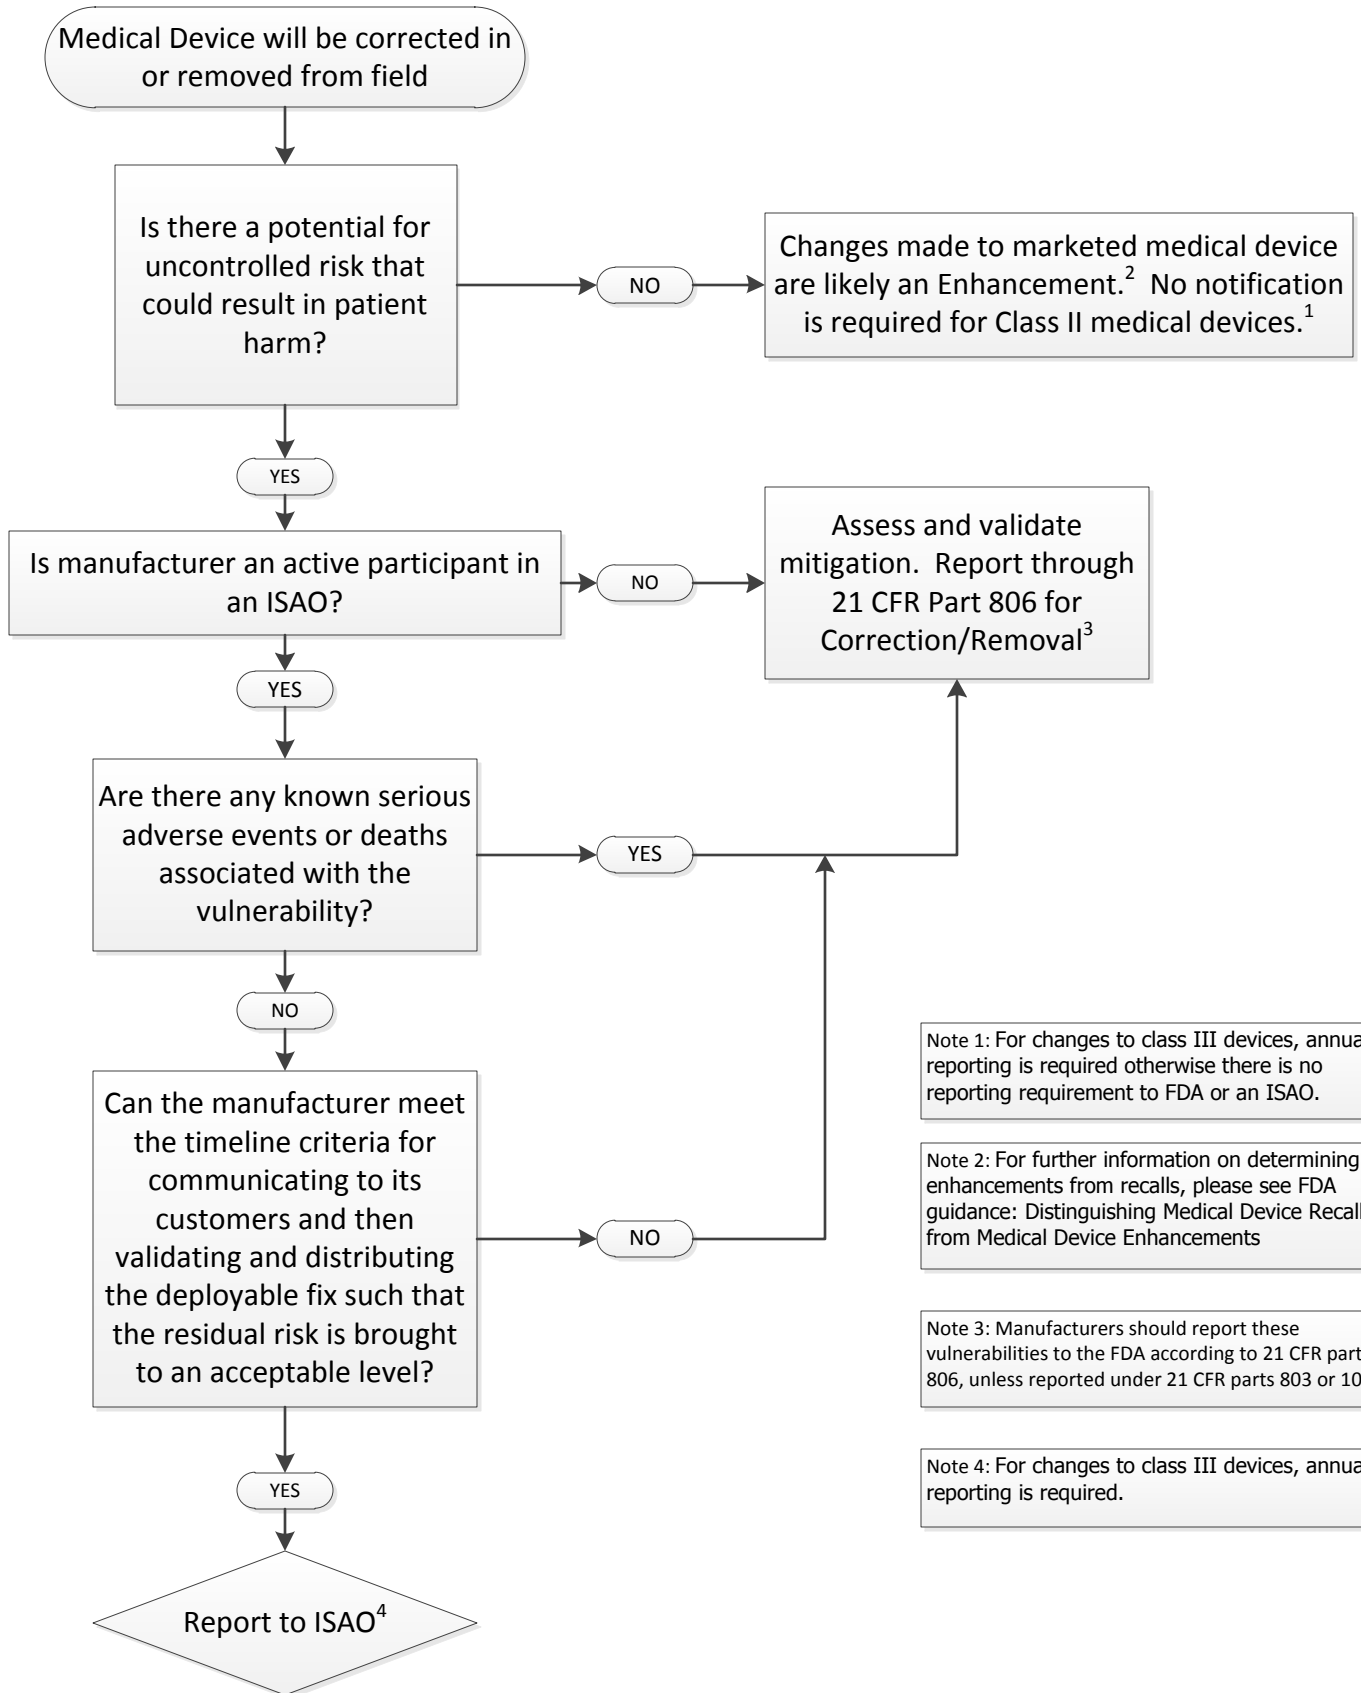 Medical Device will be corrected in
or removed from field
Is there a potential for
uncontrolled risk that
could result in patient
harm?
NO
Changes made to marketed medical device
are likely an Enhancement.² No notification
is required for Class II medical devices.¹
YES
Is manufacturer an active participant in
an ISAO?
NO
Assess and validate
mitigation. Report through
21 CFR Part 806 for
Correction/Removal³
YES
Are there any known serious
adverse events or deaths
associated with the
vulnerability?
YES
NO
Can the manufacturer meet
the timeline criteria for
communicating to its
customers and then
validating and distributing
the deployable fix such that
the residual risk is brought
to an acceptable level?
NO
YES
Report to ISAO⁴
Note 1: For changes to class III devices, annua
reporting is required otherwise there is no
reporting requirement to FDA or an ISAO.
Note 2: For further information on determining
enhancements from recalls, please see FDA
guidance: Distinguishing Medical Device Recall
from Medical Device Enhancements
Note 3: Manufacturers should report these
vulnerabilities to the FDA according to 21 CFR part
806, unless reported under 21 CFR parts 803 or 10
Note 4: For changes to class III devices, annua
reporting is required.